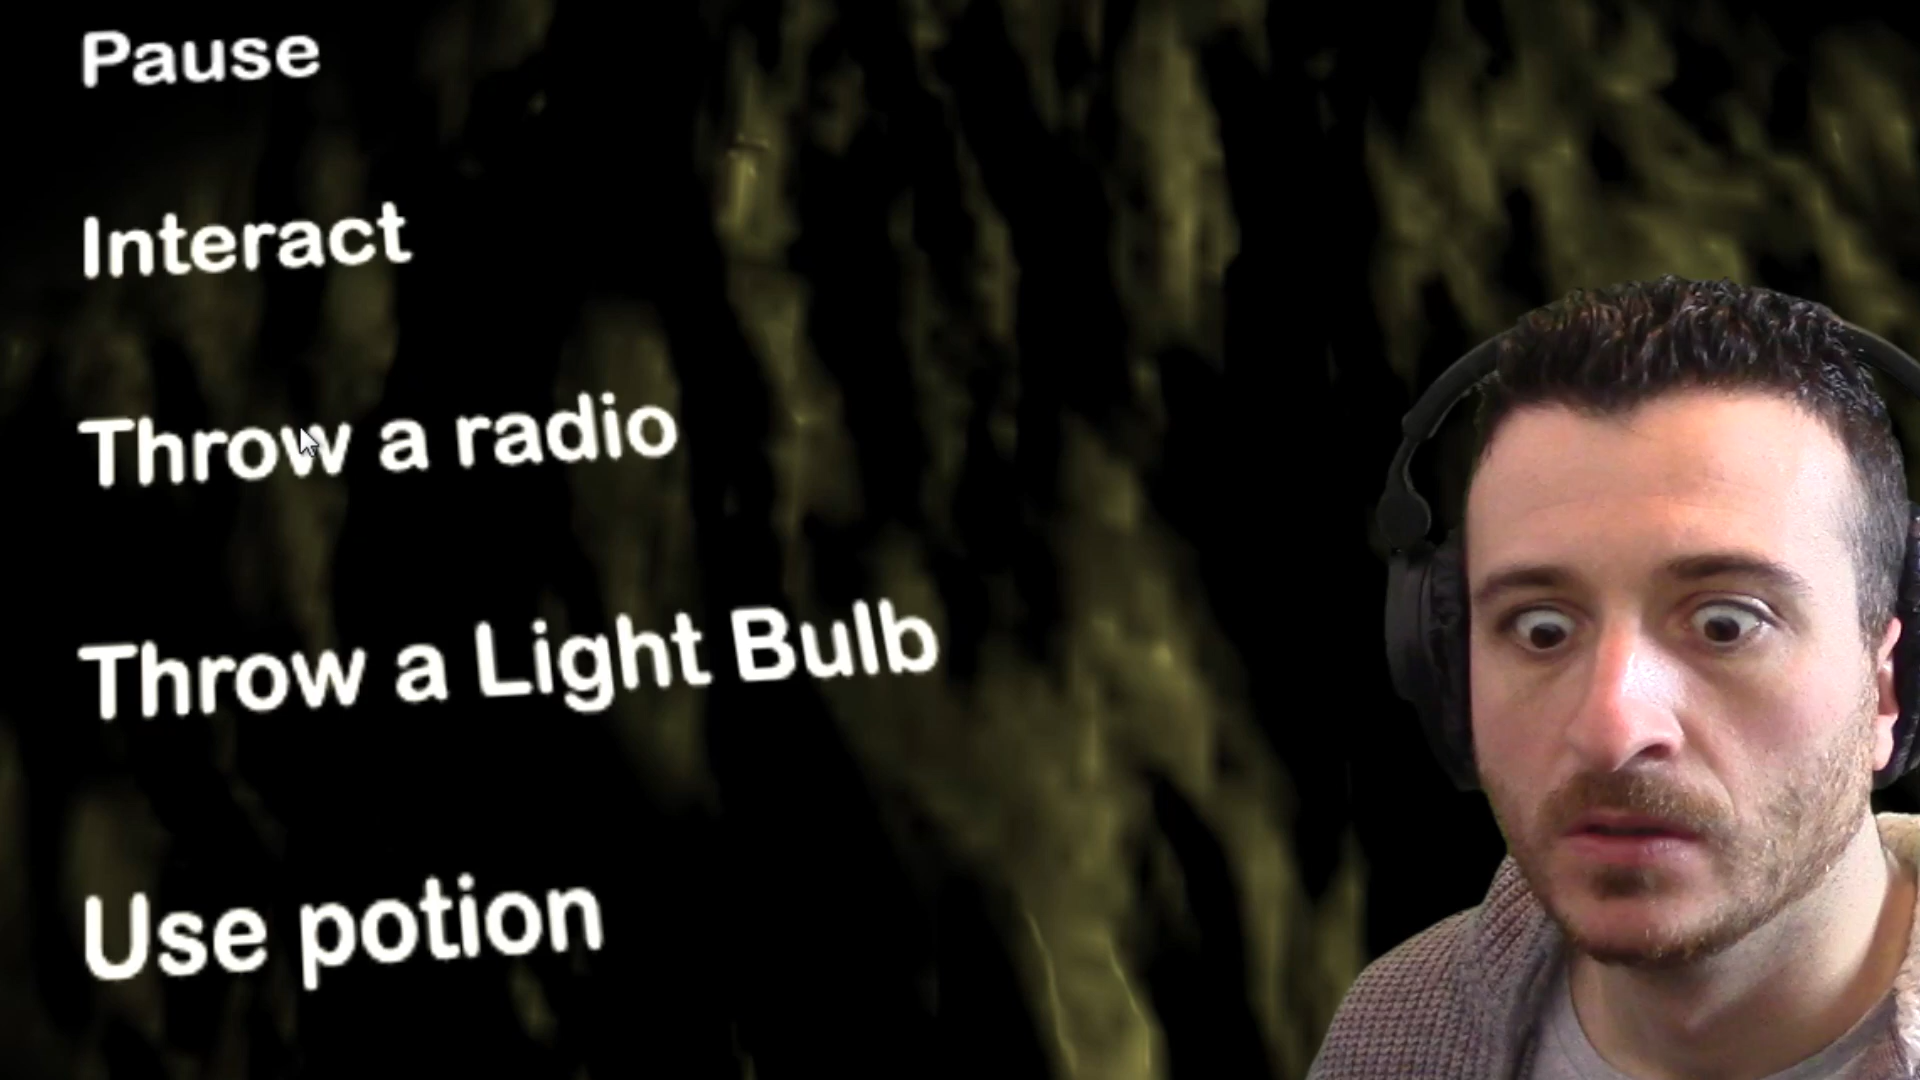 Pause
Interact
Throw a radio
Throw a Light Bulb
Use potion